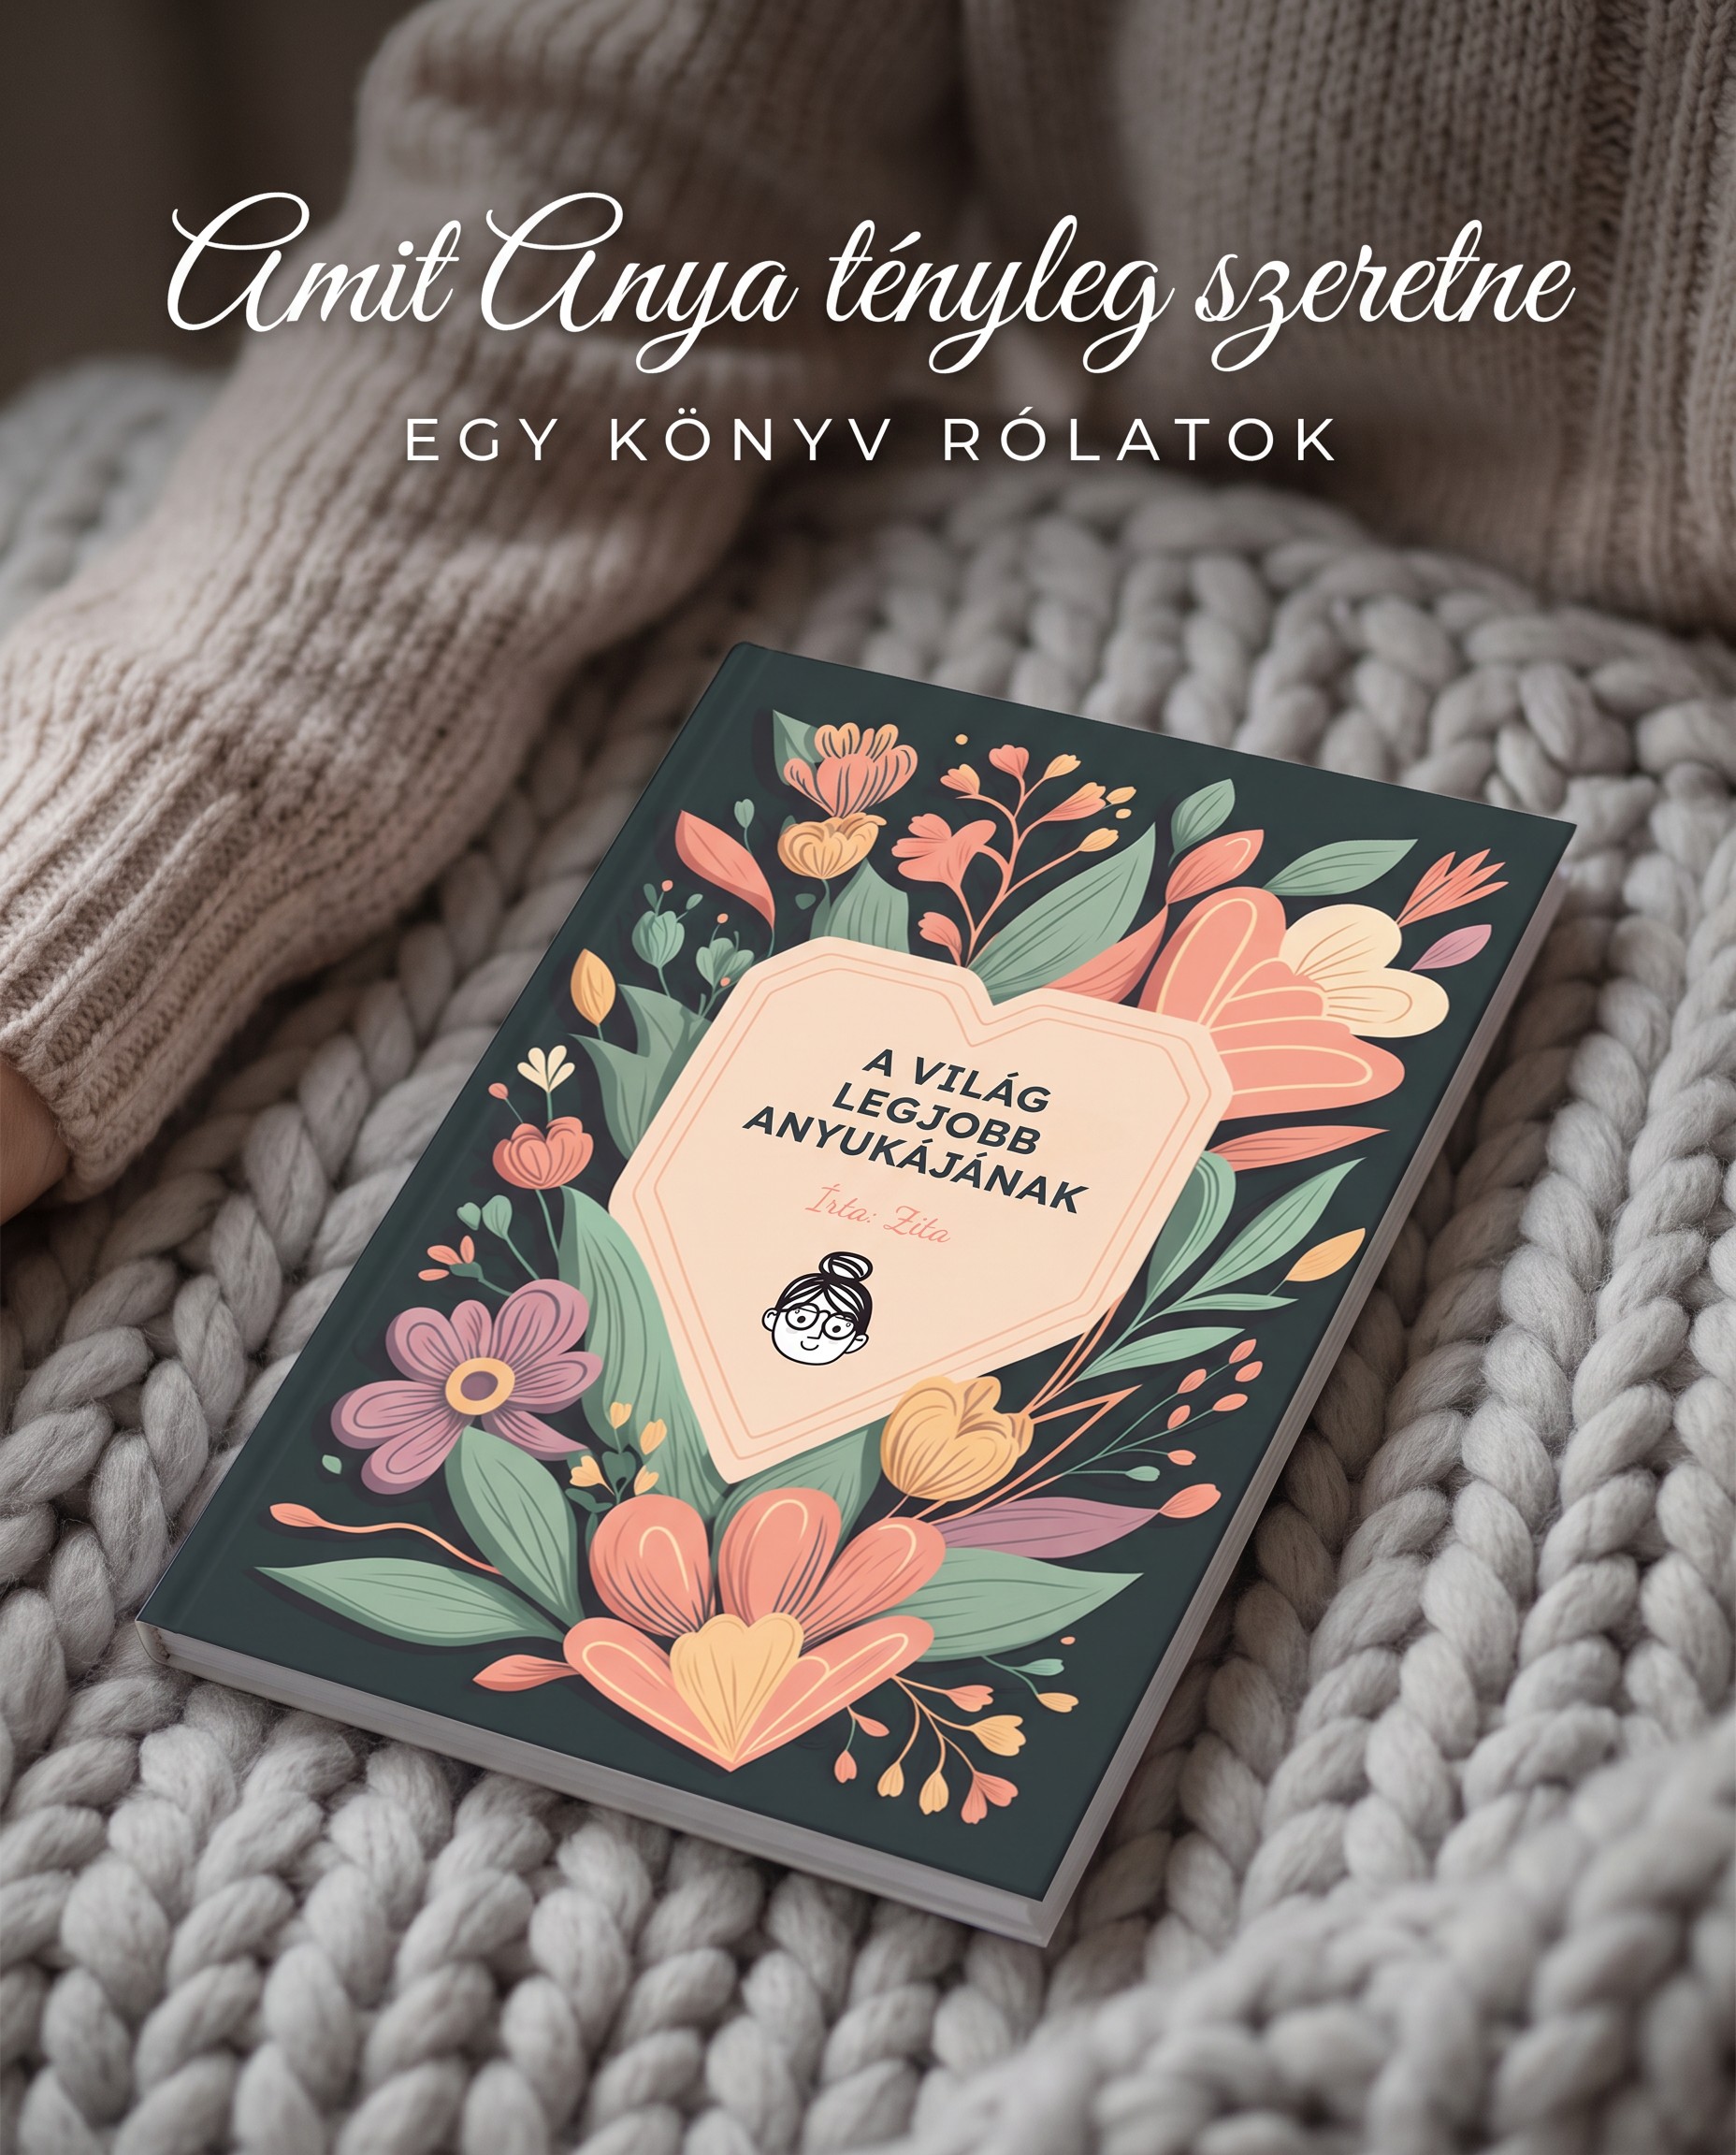 Amit Anya tényleg szeretne
EGY KÖNYV RÓLATOK
A VILÁG
LEGJOBB
ANYUKÁJÁNAK
Írta: Zita